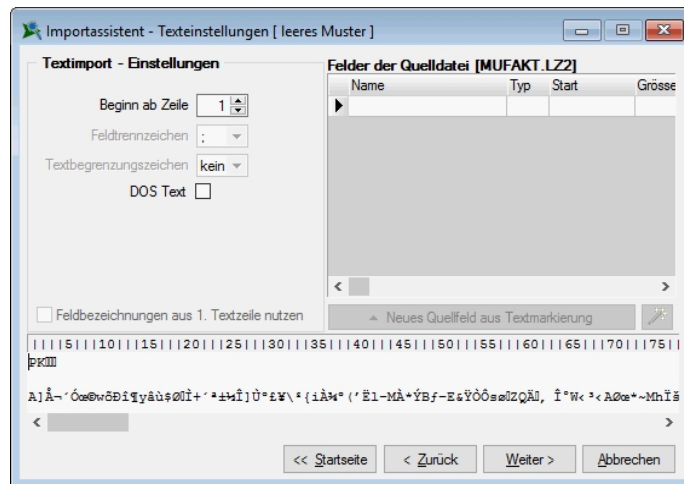 Importassistent - Texteinstellungen [ leeres Muster ]
Textimport - Einstellungen
Beginn ab Zeile 1
Feldtrennzeichen ;
Textbegrenzungszeichen kein
DOS Text
Feldbezeichnungen aus 1. Textzeile nutzen
Felder der Quelldatei [MUFAKT.LZ2]
Name Typ Start Grösse
Neues Quellfeld aus Textmarkierung
||||5|||10|||15|||20|||25|||30|||35|||40|||45|||50|||55|||60|||65|||70|||75||
PK
<< Startseite < Zurück Weiter > Abbrechen